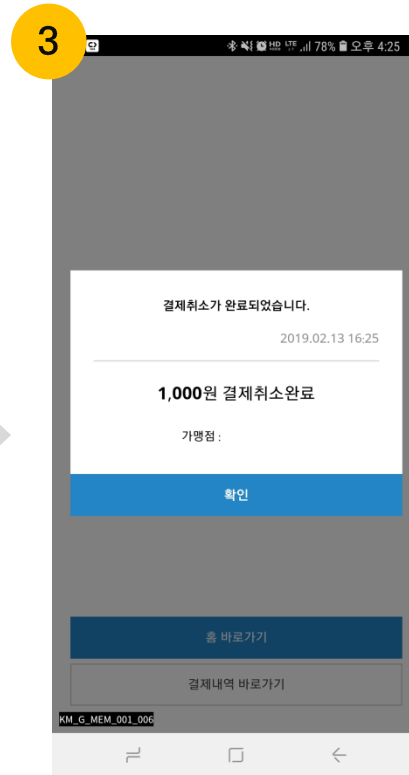 3
78% 오후 4:25
결제취소가 완료되었습니다.
2019.02.13 16:25
1,000원 결제취소완료
가맹점 :
확인
홈 바로가기
결제내역 바로가기
KM_G_MEM_001_006